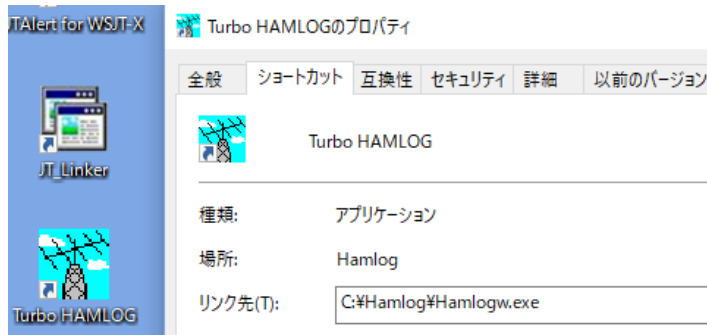 JTAlert for WSJT-X
JT_Linker
Turbo HAMLOG
Turbo HAMLOGのプロパティ
全般 ショートカット 互換性 セキュリティ 詳細 以前のバージョン
Turbo HAMLOG
種類: アプリケーション
場所: Hamlog
リンク先(T): C:¥Hamlog¥Hamlogw.exe